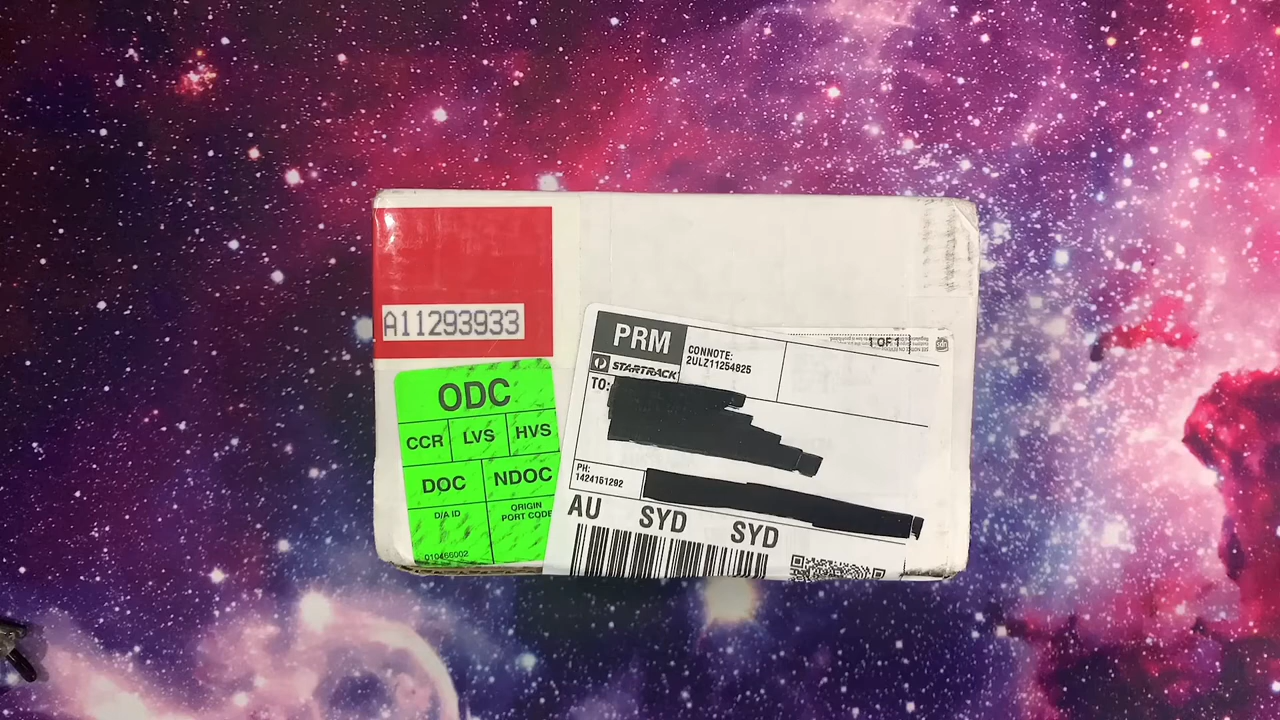 A11293933
ODC
CCR LVS HVS
DOC NDOC
D/A ID ORIGIN PORT CODE
010466002
PRM
STARTRACK
CONNOTE:
2ULZ11254825
1 OF 1
TO:
PH:
1424161292
AU SYD SYD